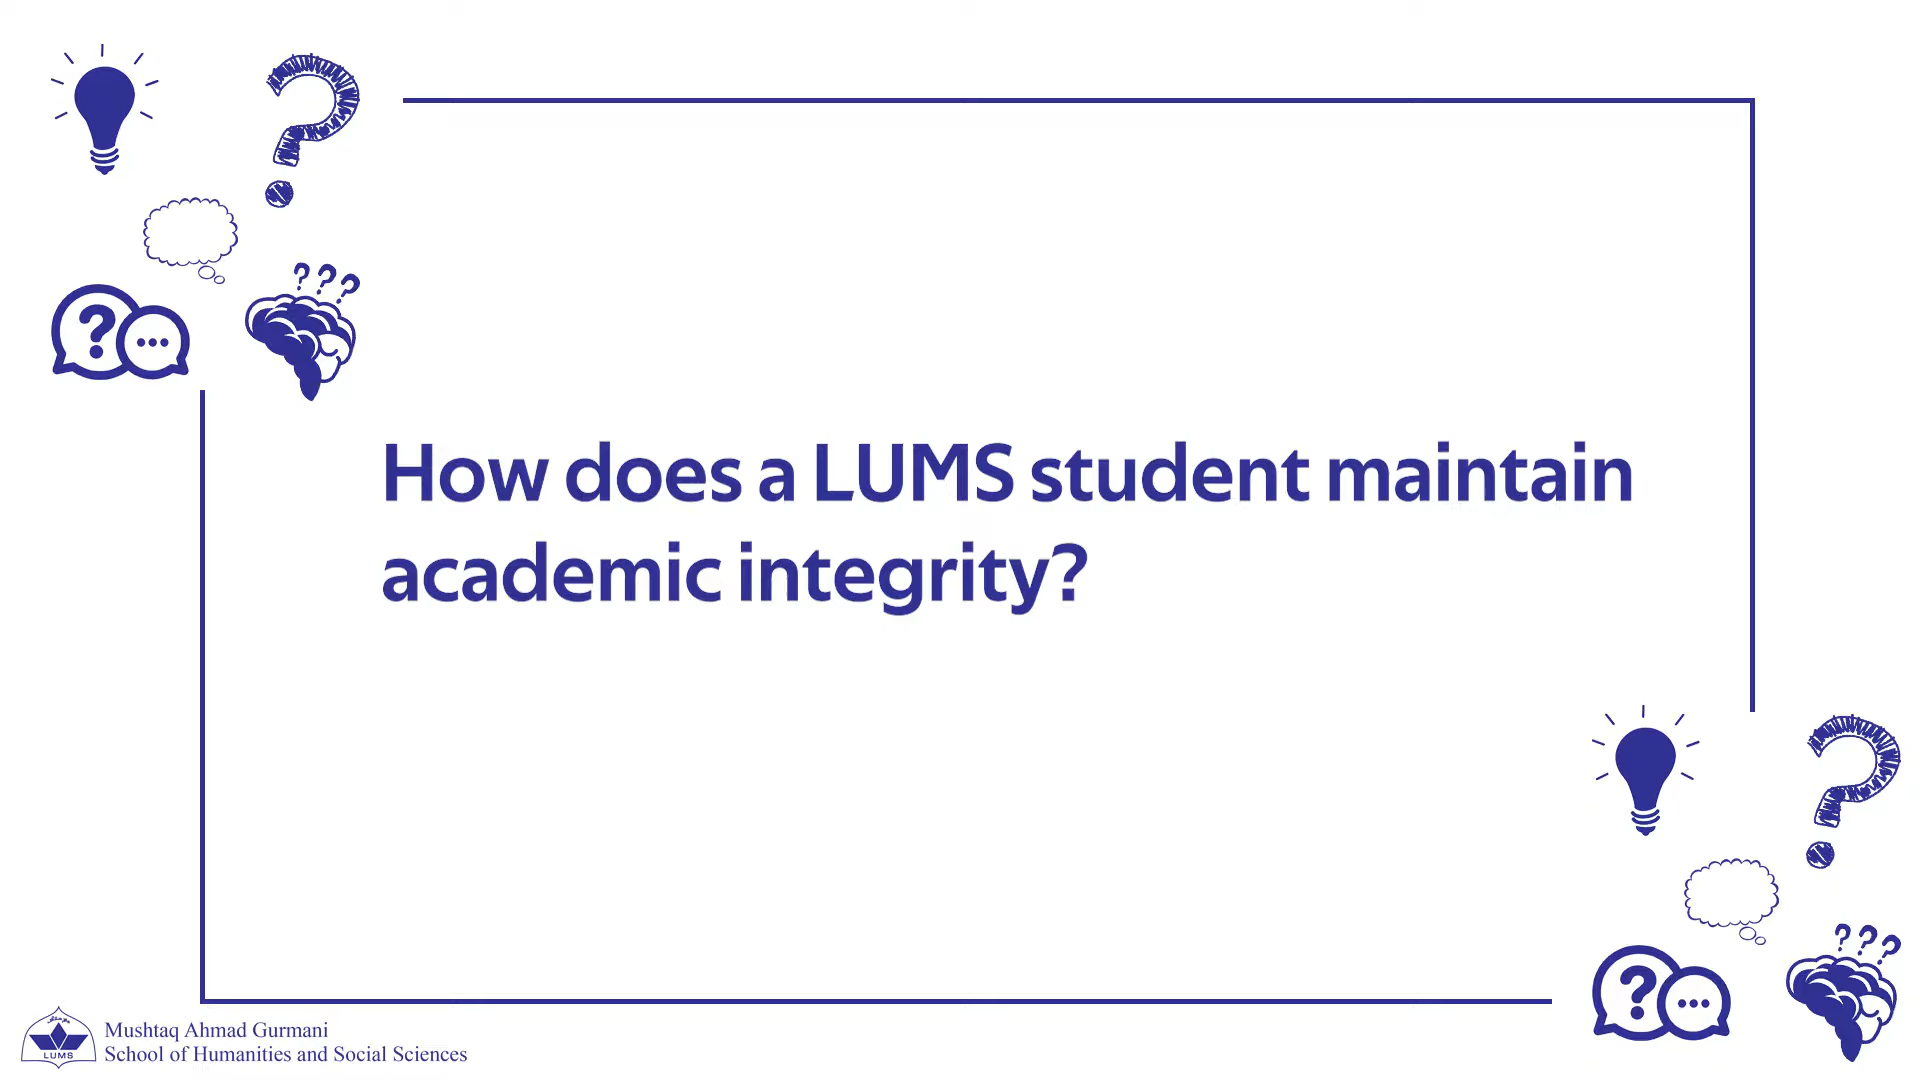 How does a LUMS student maintain
academic integrity?
LUMS
Mushtaq Ahmad Gurmani
School of Humanities and Social Sciences